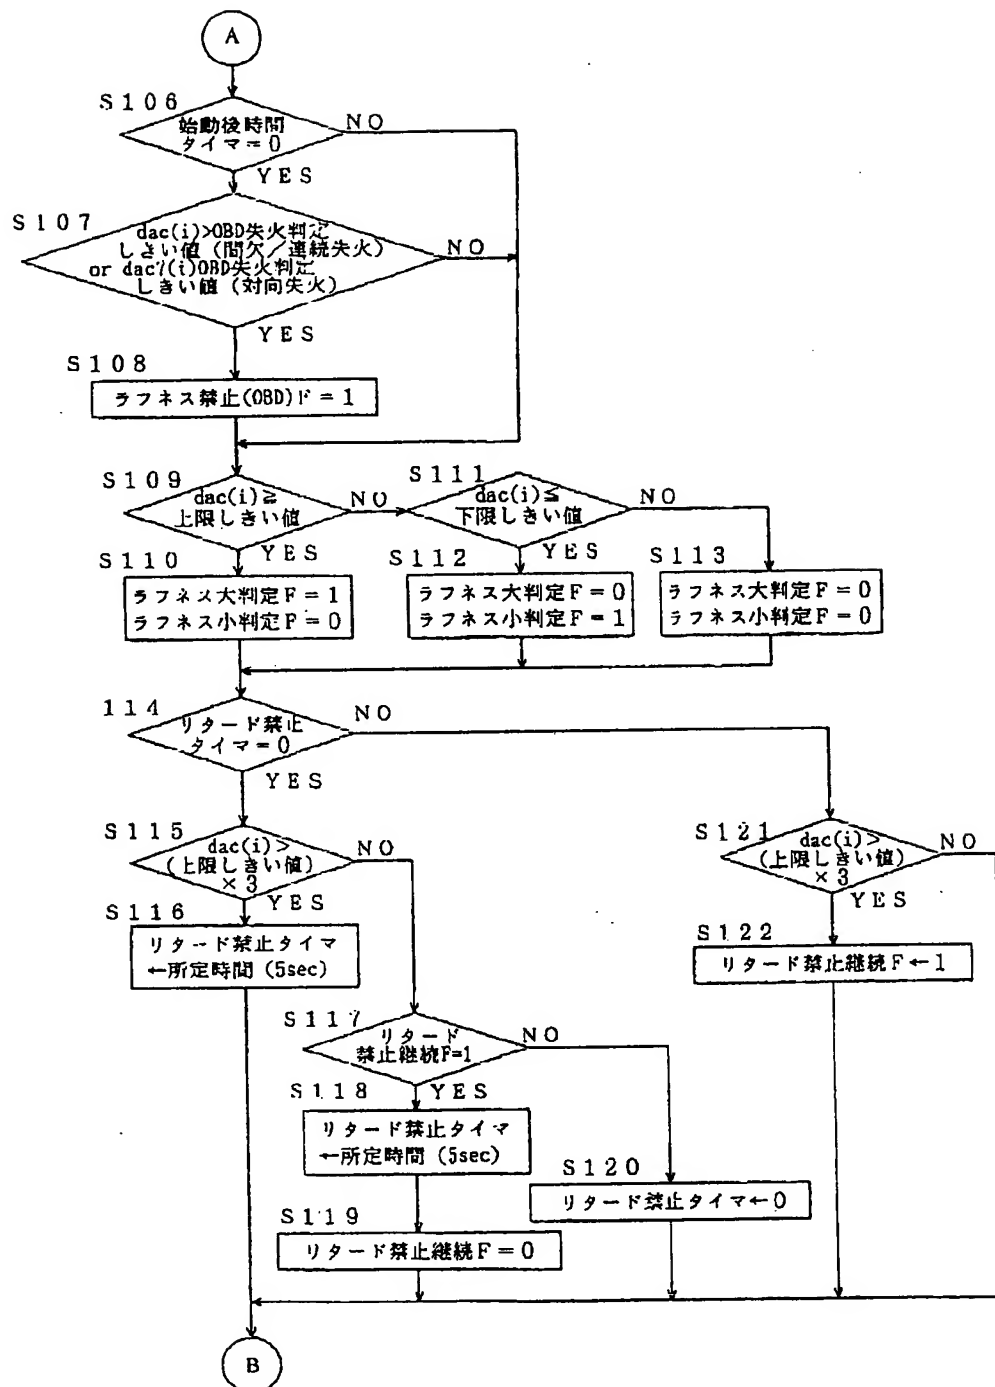 A
S106
始動後時間
タイマ=0
NO
YES
S107
dac(i)>OBD失火判定
しきい値(間欠/連続失火)
or dac7(i)OBD失火判定
しきい値(対向失火)
NO
YES
S108
ラフネス禁止(OBD)F=1
S109
dac(i)≧
上限しきい値
NO
YES
S111
dac(i)≦
下限しきい値
NO
YES
S110
ラフネス大判定F=1
ラフネス小判定F=0
S112
ラフネス大判定F=0
ラフネス小判定F=1
S113
ラフネス大判定F=0
ラフネス小判定F=0
114
リタード禁止
タイマ=0
NO
YES
S115
dac(i)>
(上限しきい値)
×3
NO
YES
S121
dac(i)>
(上限しきい値)
×3
NO
YES
S116
リタード禁止タイマ
←所定時間(5sec)
S122
リタード禁止継続F←1
S117
リタード
禁止継続F=1
NO
YES
S118
リタード禁止タイマ
←所定時間(5sec)
S120
リタード禁止タイマ←0
S119
リタード禁止継続F=0
B